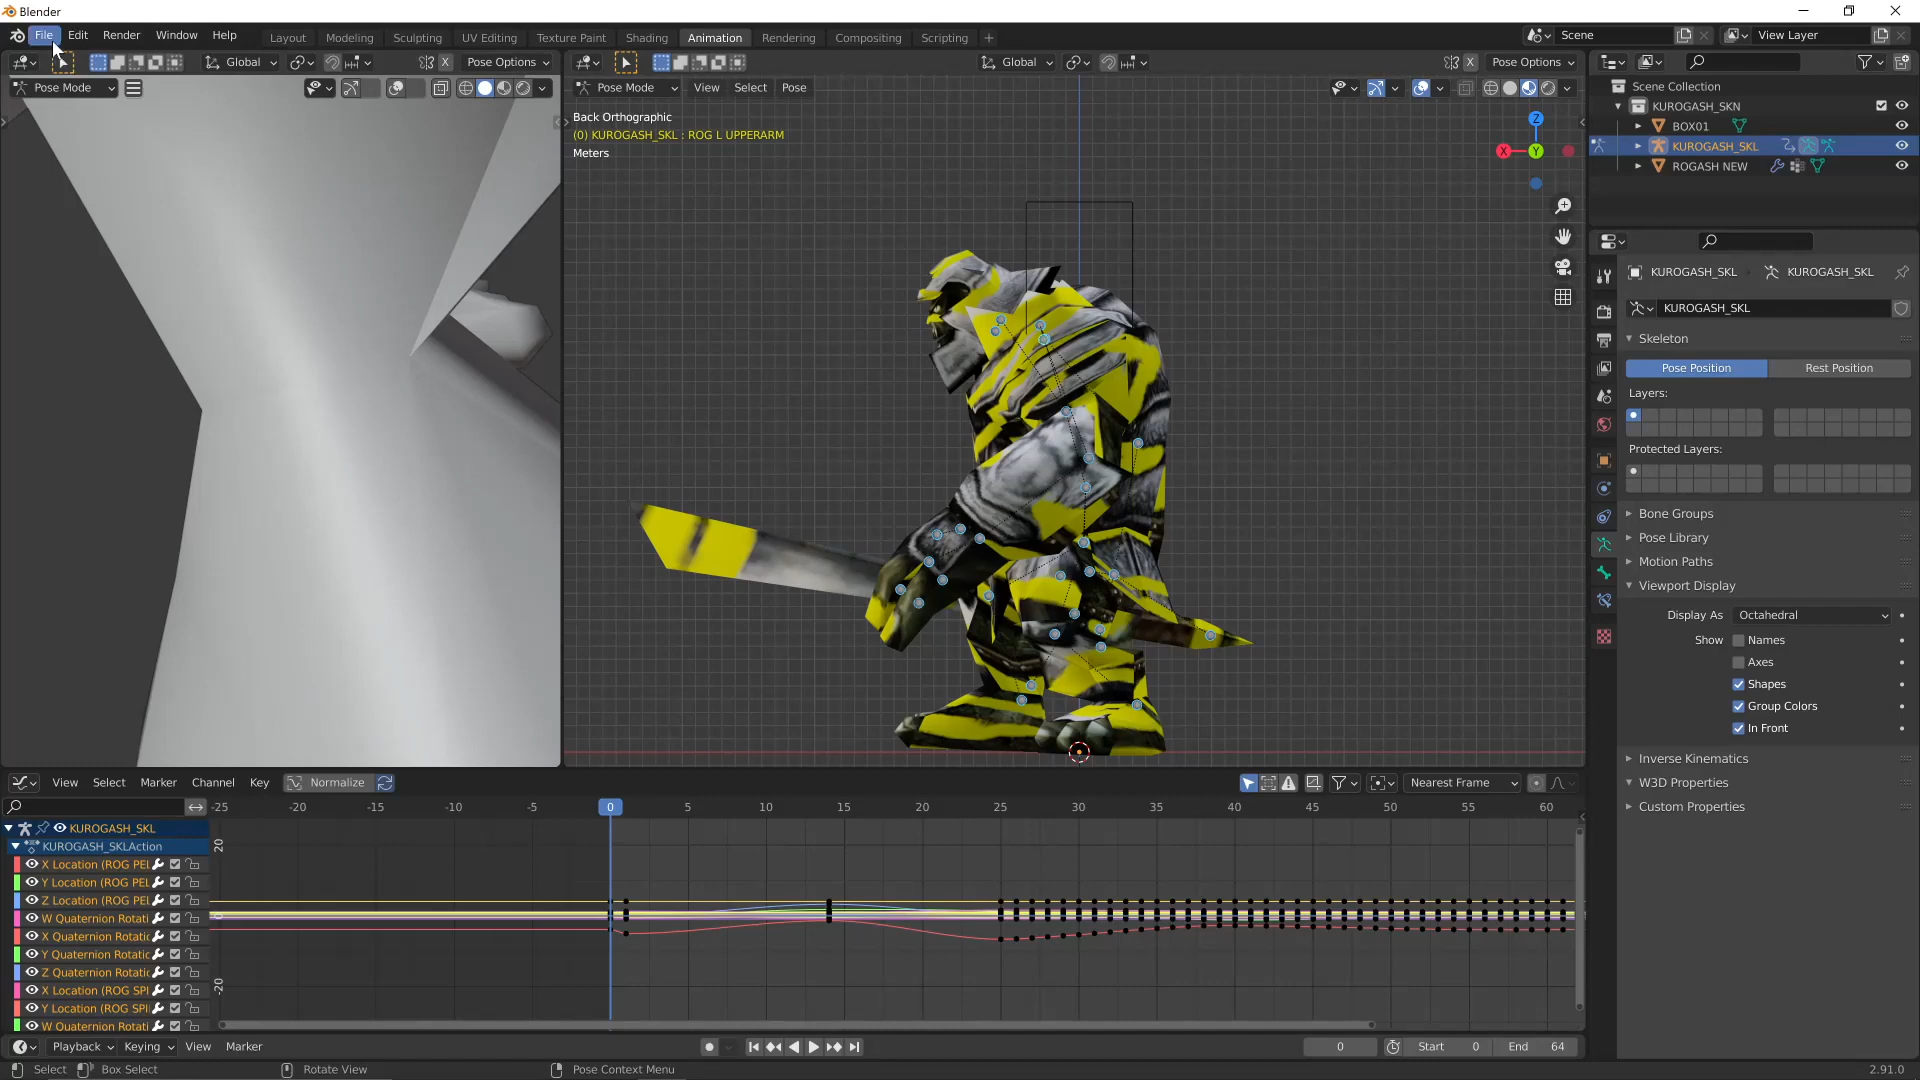 Blender
File Edit Render Window Help Layout Modeling Sculpting UV Editing Texture Paint Shading Animation Rendering Compositing Scripting + Scene View Layer
Global X Pose Options Global X Pose Options
Pose Mode Pose Mode View Select Pose
Scene Collection
KUROGASH_SKN
BOX01
KUROGASH_SKL
ROGASH NEW
Back Orthographic
(0) KUROGASH_SKL : ROG L UPPERARM
Meters
Z
X Y
KUROGASH_SKL KUROGASH_SKL
KUROGASH_SKL
Skeleton
Pose Position Rest Position
Layers:
Protected Layers:
Bone Groups
Pose Library
Motion Paths
Viewport Display
Display As Octahedral
Show Names
Axes
Shapes
Group Colors
In Front
Inverse Kinematics
W3D Properties
Custom Properties
View Select Marker Channel Key Normalize Nearest Frame
-25 -20 -15 -10 -5 0 5 10 15 20 25 30 35 40 45 50 55 60
KUROGASH_SKL
KUROGASH_SKLAction
X Location (ROG PEL
Y Location (ROG PEL
Z Location (ROG PEL
W Quaternion Rotati
X Quaternion Rotatic
Y Quaternion Rotatic
Z Quaternion Rotatic
X Location (ROG SPI
Y Location (ROG SPI
W Quaternion Rotati
20
0
-20
Playback Keying View Marker 0 Start 0 End 64
Select Box Select Rotate View Pose Context Menu 2.91.0